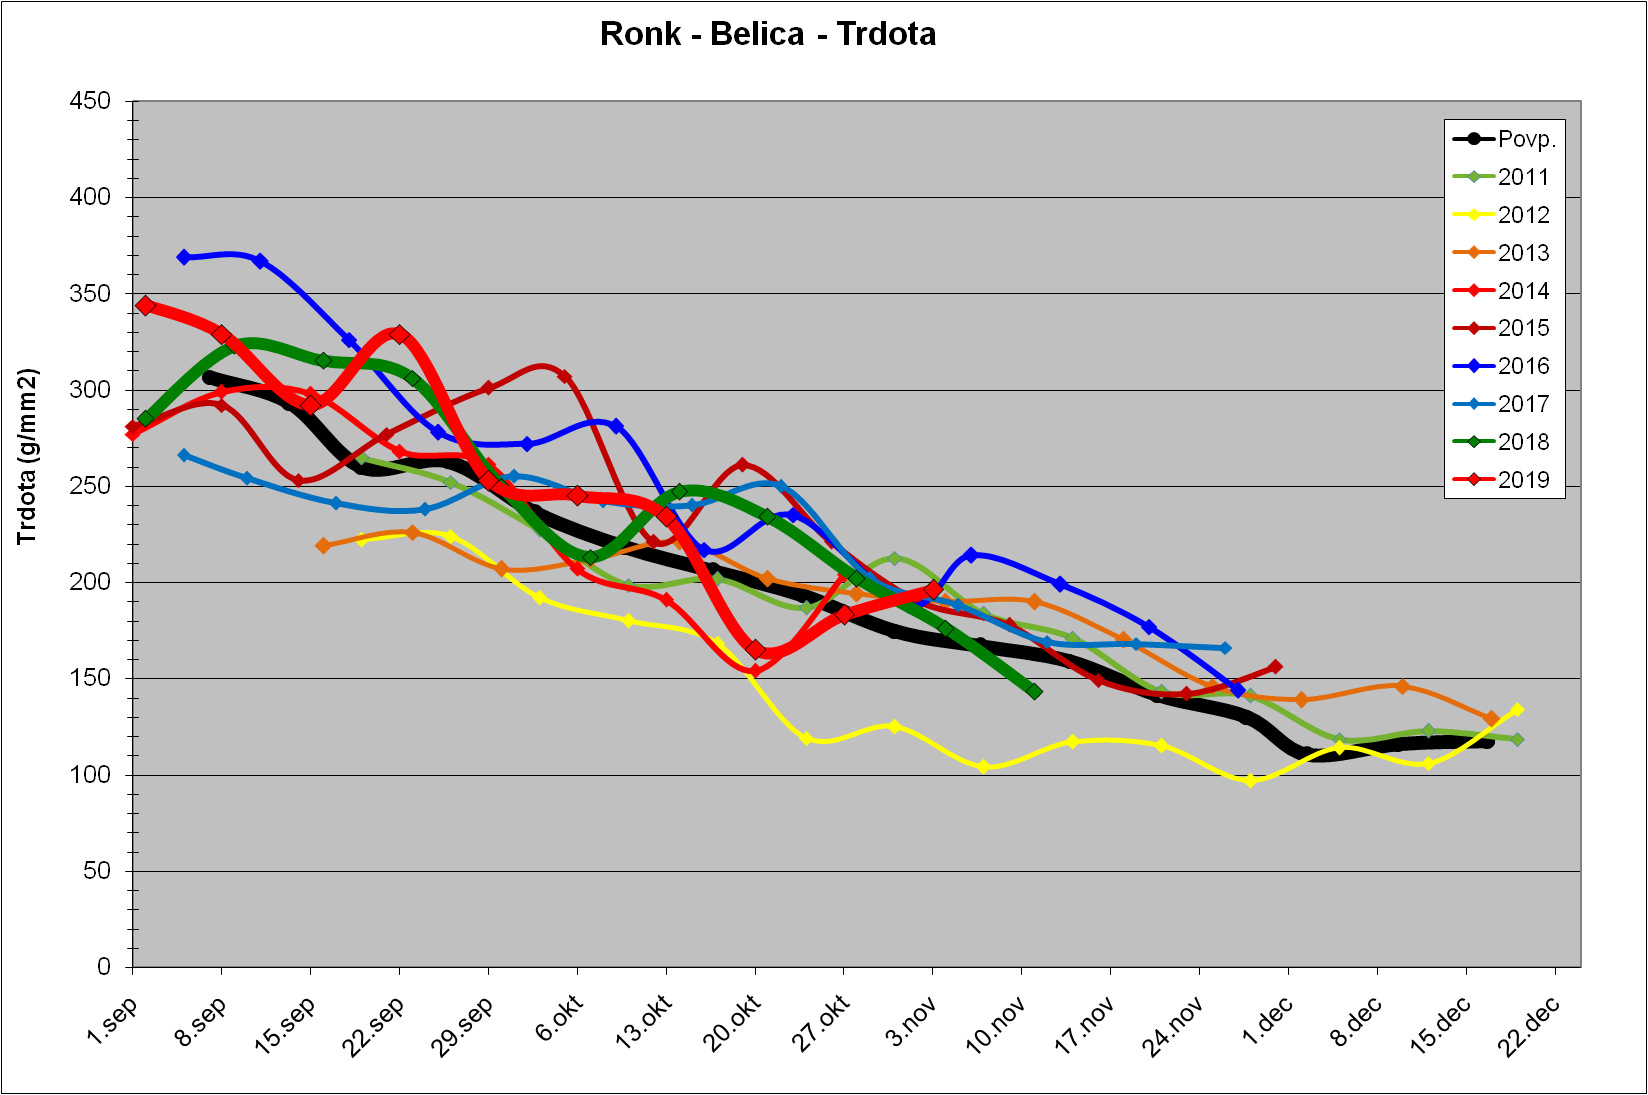 Ronk - Belica - Trdota
Trdota (g/mm2)
450
400
350
300
250
200
150
100
50
0
1.sep
8.sep
15.sep
22.sep
29.sep
6.okt
13.okt
20.okt
27.okt
3.nov
10.nov
17.nov
24.nov
1.dec
8.dec
15.dec
22.dec
Povp.
2011
2012
2013
2014
2015
2016
2017
2018
2019